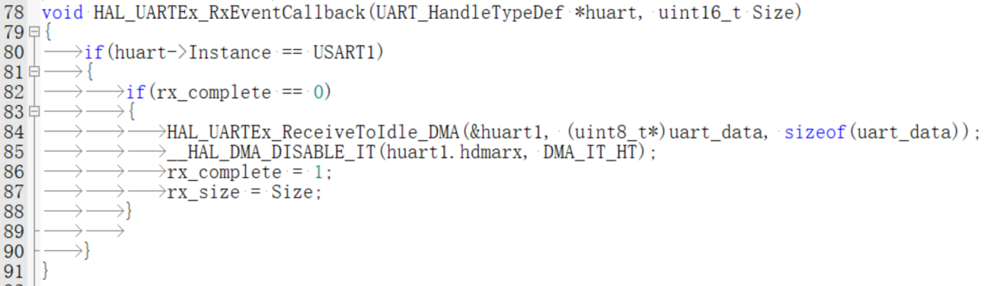 78 void HAL_UARTEx_RxEventCallback(UART_HandleTypeDef *huart, uint16_t Size)
79 {
80 if(huart->Instance == USART1)
81 {
82 if(rx_complete == 0)
83 {
84 HAL_UARTEx_ReceiveToIdle_DMA(&huart1, (uint8_t*)uart_data, sizeof(uart_data));
85 __HAL_DMA_DISABLE_IT(huart1.hdmarx, DMA_IT_HT);
86 rx_complete = 1;
87 rx_size = Size;
88 }
89
90 }
91 }